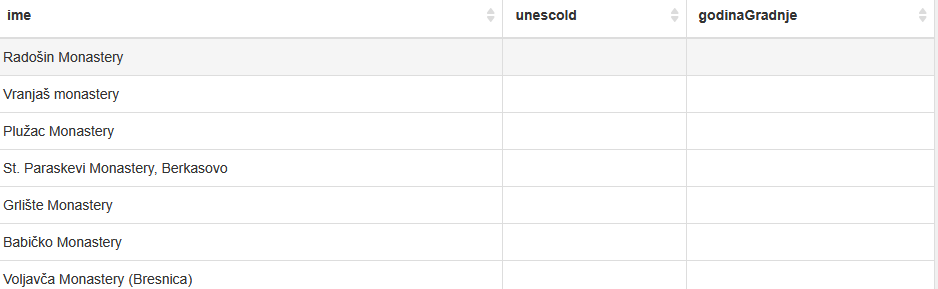 ime unescoId godinaGradnje
Radošin Monastery
Vranjaš monastery
Plužac Monastery
St. Paraskevi Monastery, Berkasovo
Grlište Monastery
Babičko Monastery
Voljavča Monastery (Bresnica)